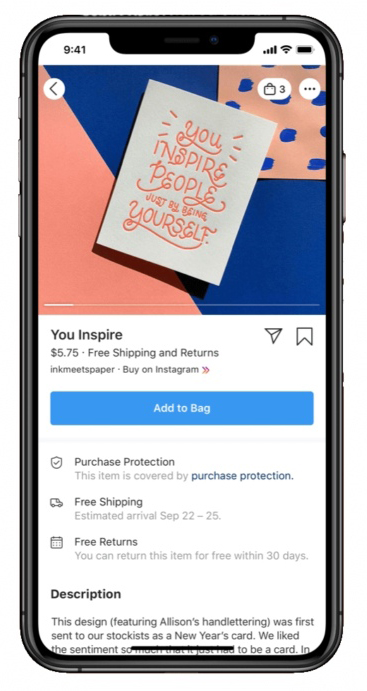 9:41
3
YOU
INSPIRE
PEOPLE
JUST BY BEING
YOURSELF.
You Inspire
$5.75 · Free Shipping and Returns
inkmeetspaper · Buy on Instagram »
Add to Bag
Purchase Protection
This item is covered by purchase protection.
Free Shipping
Estimated arrival Sep 22 – 25.
Free Returns
You can return this item for free within 30 days.
Description
This design (featuring Allison's handlettering) was first
sent to our stockists as a New Year's card. We liked
the sentiment so much that it just had to be a card. In